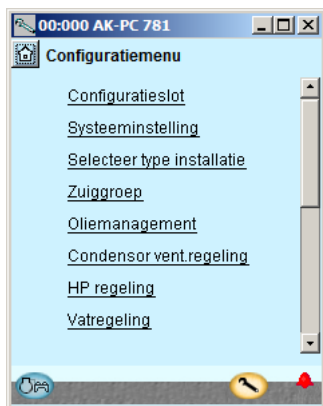 00:000 AK-PC 781
Configuratiemenu
Configuratieslot
Systeeminstelling
Selecteer type installatie
Zuiggroep
Oliemanagement
Condensor vent.regeling
HP regeling
Vatregeling